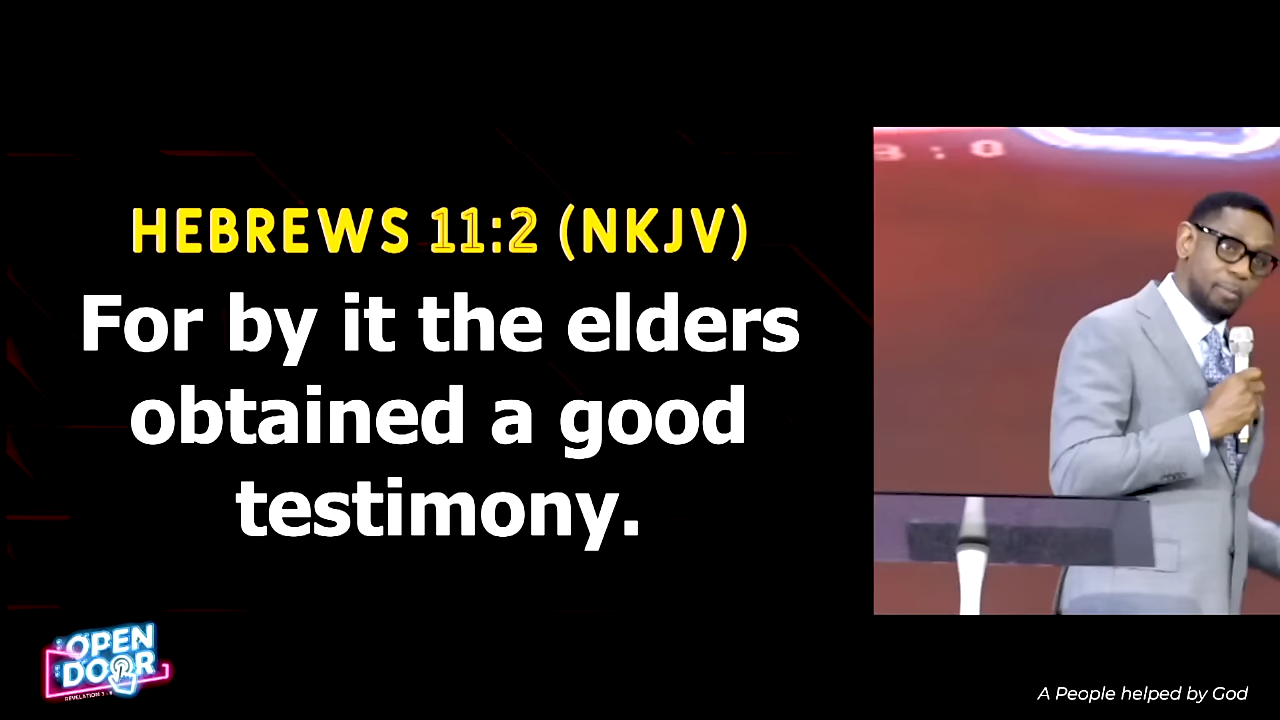 HEBREWS 11:2 (NKJV)
For by it the elders
obtained a good
testimony.
OPEN
DOOR
A People helped by God